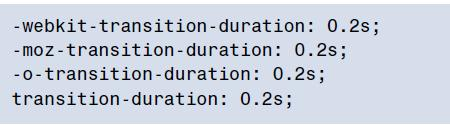 -webkit-transition-duration: 0.2s;
-moz-transition-duration: 0.2s;
-o-transition-duration: 0.2s;
transition-duration: 0.2s;